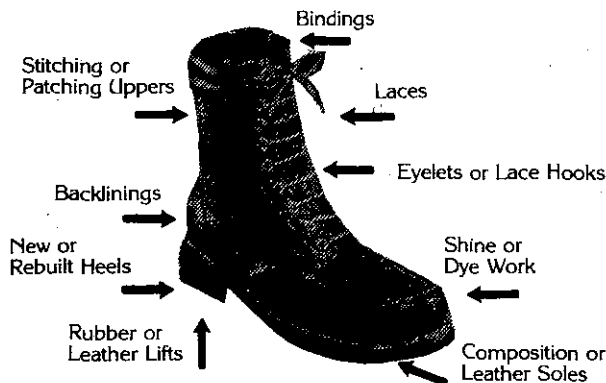 Bindings
Stitching or
Patching Uppers
Laces
Eyelets or Lace Hooks
Backlinings
New or
Rebuilt Heels
Shine or
Dye Work
Rubber or
Leather Lifts
Composition or
Leather Soles